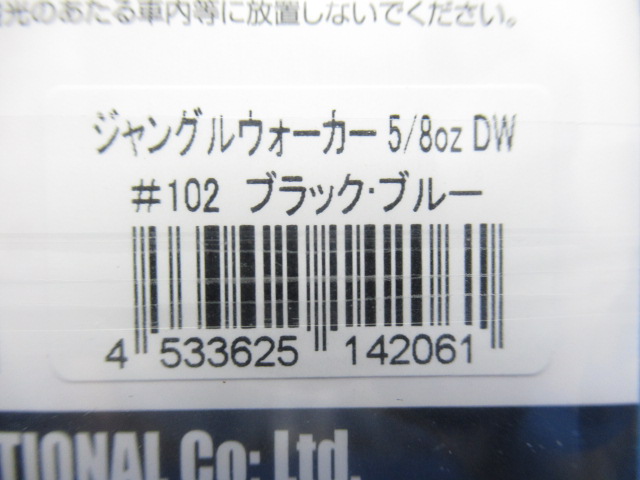 光のあたる車内等に放置しないでください。
ジャングルウォーカー 5/8oz DW
#102 ブラック・ブルー
4 533625 142061
TIONAL Co: Ltd.